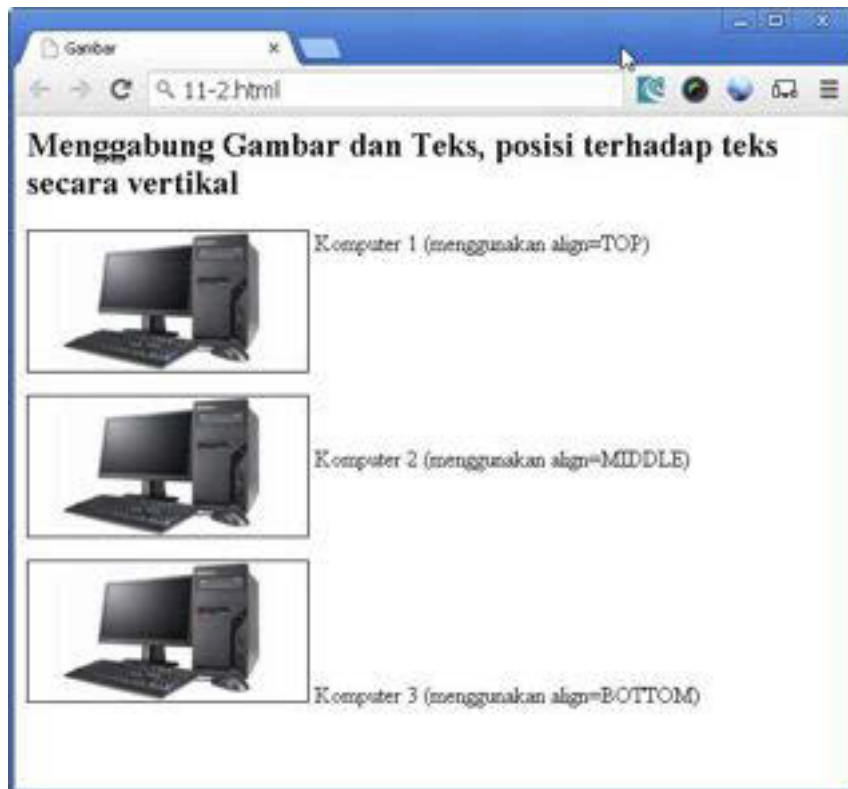 Gambar
11-2.html
Menggabung Gambar dan Teks, posisi terhadap teks
secara vertikal
Komputer 1 (menggunakan align=TOP)
Komputer 2 (menggunakan align=MIDDLE)
Komputer 3 (menggunakan align=BOTTOM)